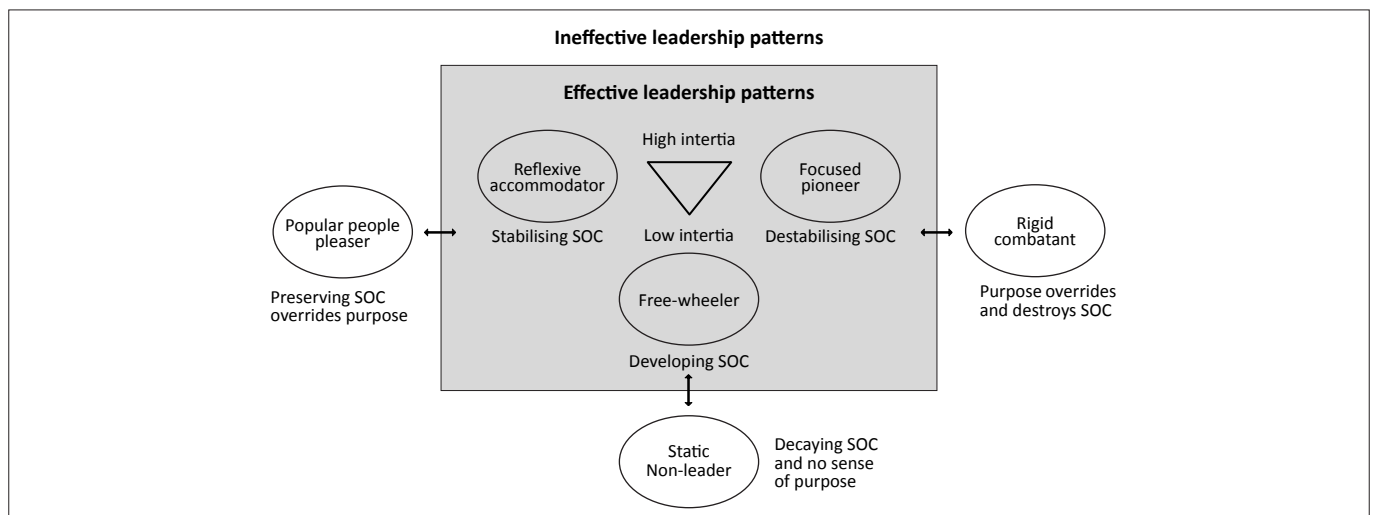 Ineffective leadership patterns
Effective leadership patterns
High intertia
Reflexive
accommodator
Focused
pioneer
Popular people
pleaser
Rigid
combatant
Stabilising SOC
Low intertia
Destabilising SOC
Preserving SOC
overrides purpose
Free-wheeler
Purpose overrides
and destroys SOC
Developing SOC
Static
Non-leader
Decaying SOC
and no sense
of purpose